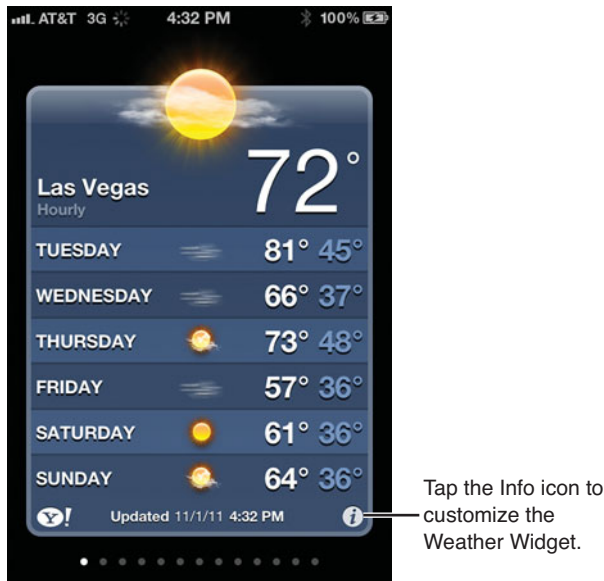 AT&T 3G 4:32 PM 100%
72°
Las Vegas
Hourly
TUESDAY 81° 45°
WEDNESDAY 66° 37°
THURSDAY 73° 48°
FRIDAY 57° 36°
SATURDAY 61° 36°
SUNDAY 64° 36°
Y! Updated 11/1/11 4:32 PM i
Tap the Info icon to
customize the
Weather Widget.